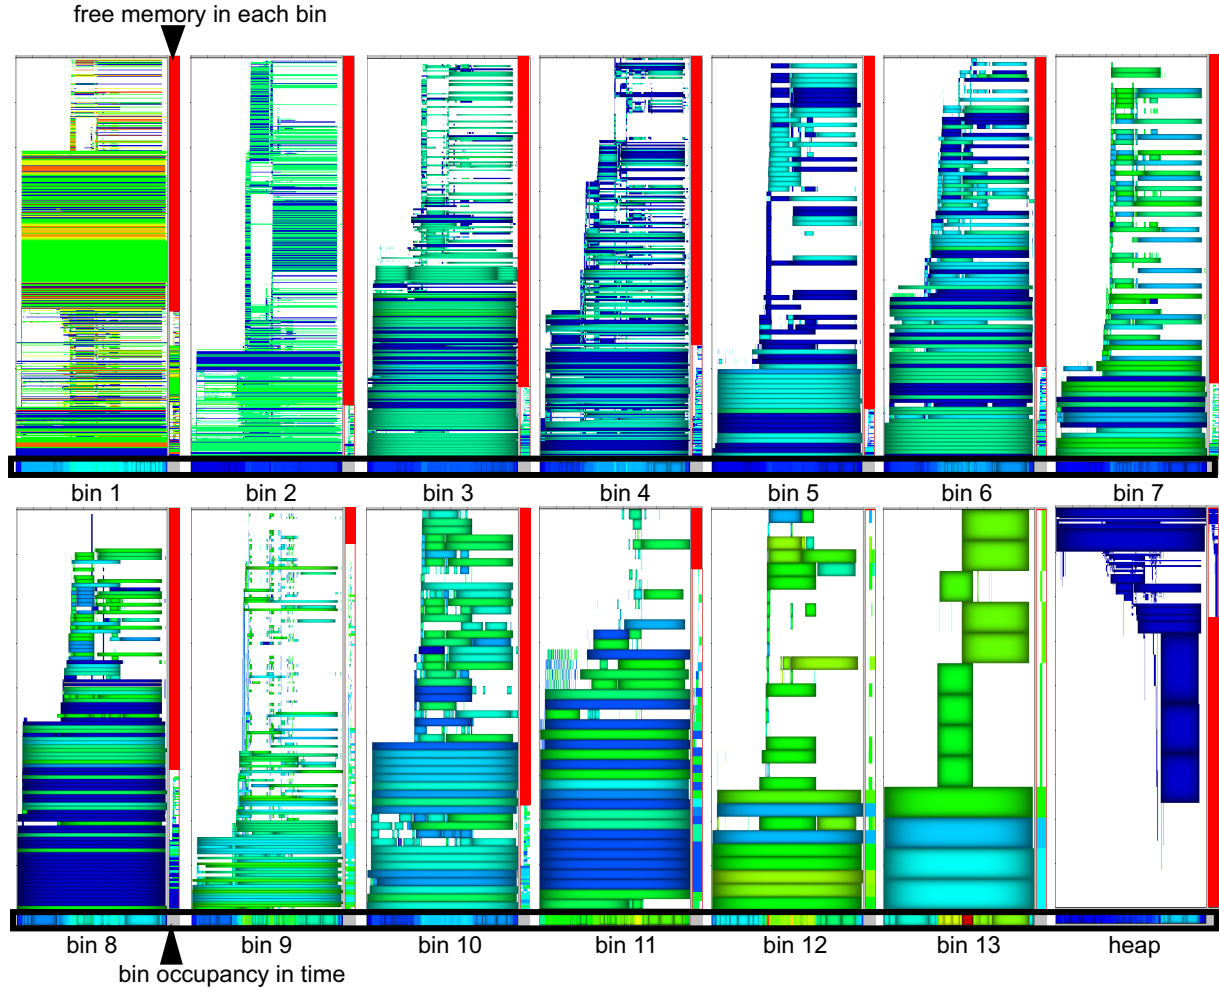 free memory in each bin
bin 1 bin 2 bin 3 bin 4 bin 5 bin 6 bin 7
bin 8 bin 9 bin 10 bin 11 bin 12 bin 13 heap
bin occupancy in time